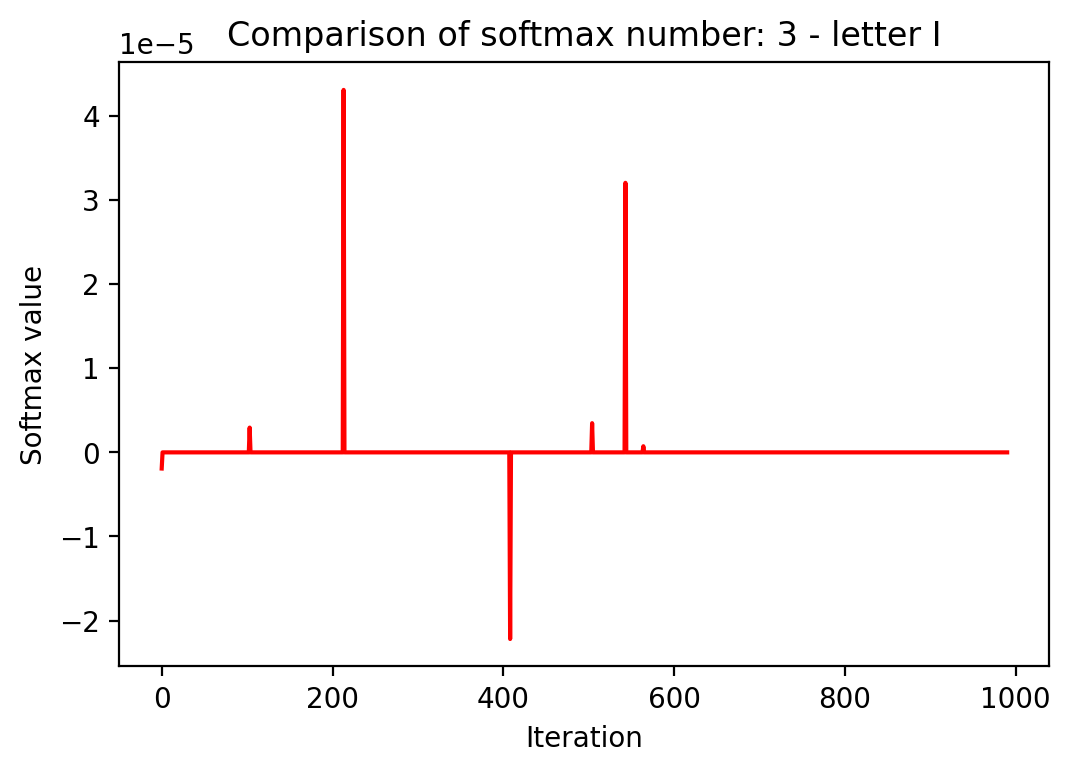 Comparison of softmax number: 3 - letter I
1e−5
4
3
2
1
0
−1
−2
Softmax value
0 200 400 600 800 1000
Iteration